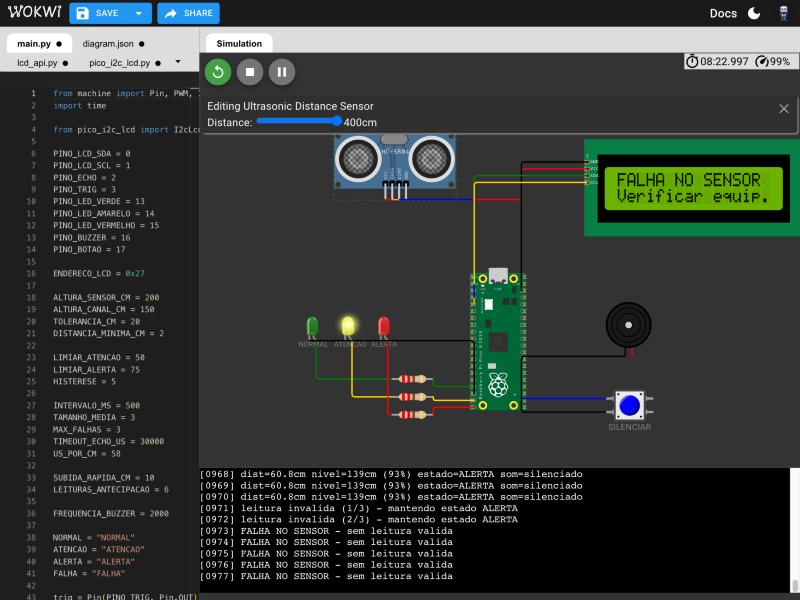 WOKWI SAVE SHARE Docs
main.py diagram.json
lcd_api.py pico_i2c_lcd.py
Simulation
08:22.997 99%
Editing Ultrasonic Distance Sensor
Distance: 400cm
1 from machine import Pin, PWM,
2 import time
3
4 from pico_i2c_lcd import I2cLc
5
6 PINO_LCD_SDA = 0
7 PINO_LCD_SCL = 1
8 PINO_ECHO = 2
9 PINO_TRIG = 3
10 PINO_LED_VERDE = 13
11 PINO_LED_AMARELO = 14
12 PINO_LED_VERMELHO = 15
13 PINO_BUZZER = 16
14 PINO_BOTAO = 17
15
16 ENDERECO_LCD = 0x27
17
18 ALTURA_SENSOR_CM = 200
19 ALTURA_CANAL_CM = 150
20 TOLERANCIA_CM = 20
21 DISTANCIA_MINIMA_CM = 2
22
23 LIMIAR_ATENCAO = 50
24 LIMIAR_ALERTA = 75
25 HISTERESE = 5
26
27 INTERVALO_MS = 500
28 TAMANHO_MEDIA = 3
29 MAX_FALHAS = 3
30 TIMEOUT_ECHO_US = 30000
31 US_POR_CM = 58
32
33 SUBIDA_RAPIDA_CM = 10
34 LEITURAS_ANTECIPACAO = 6
35
36 FREQUENCIA_BUZZER = 2000
37
38 NORMAL = "NORMAL"
39 ATENCAO = "ATENCAO"
40 ALERTA = "ALERTA"
41 FALHA = "FALHA"
42
43 trig = Pin(PINO_TRIG, Pin.OUT)
HC-SR04
FALHA NO SENSOR
Verificar equip.
NORMAL ATENCAO ALERTA
Raspberry Pi Pico
SILENCIAR
[0968] dist=60.8cm nivel=139cm (93%) estado=ALERTA som=silenciado
[0969] dist=60.8cm nivel=139cm (93%) estado=ALERTA som=silenciado
[0970] dist=60.8cm nivel=139cm (93%) estado=ALERTA som=silenciado
[0971] leitura invalida (1/3) - mantendo estado ALERTA
[0972] leitura invalida (2/3) - mantendo estado ALERTA
[0973] FALHA NO SENSOR - sem leitura valida
[0974] FALHA NO SENSOR - sem leitura valida
[0975] FALHA NO SENSOR - sem leitura valida
[0976] FALHA NO SENSOR - sem leitura valida
[0977] FALHA NO SENSOR - sem leitura valida